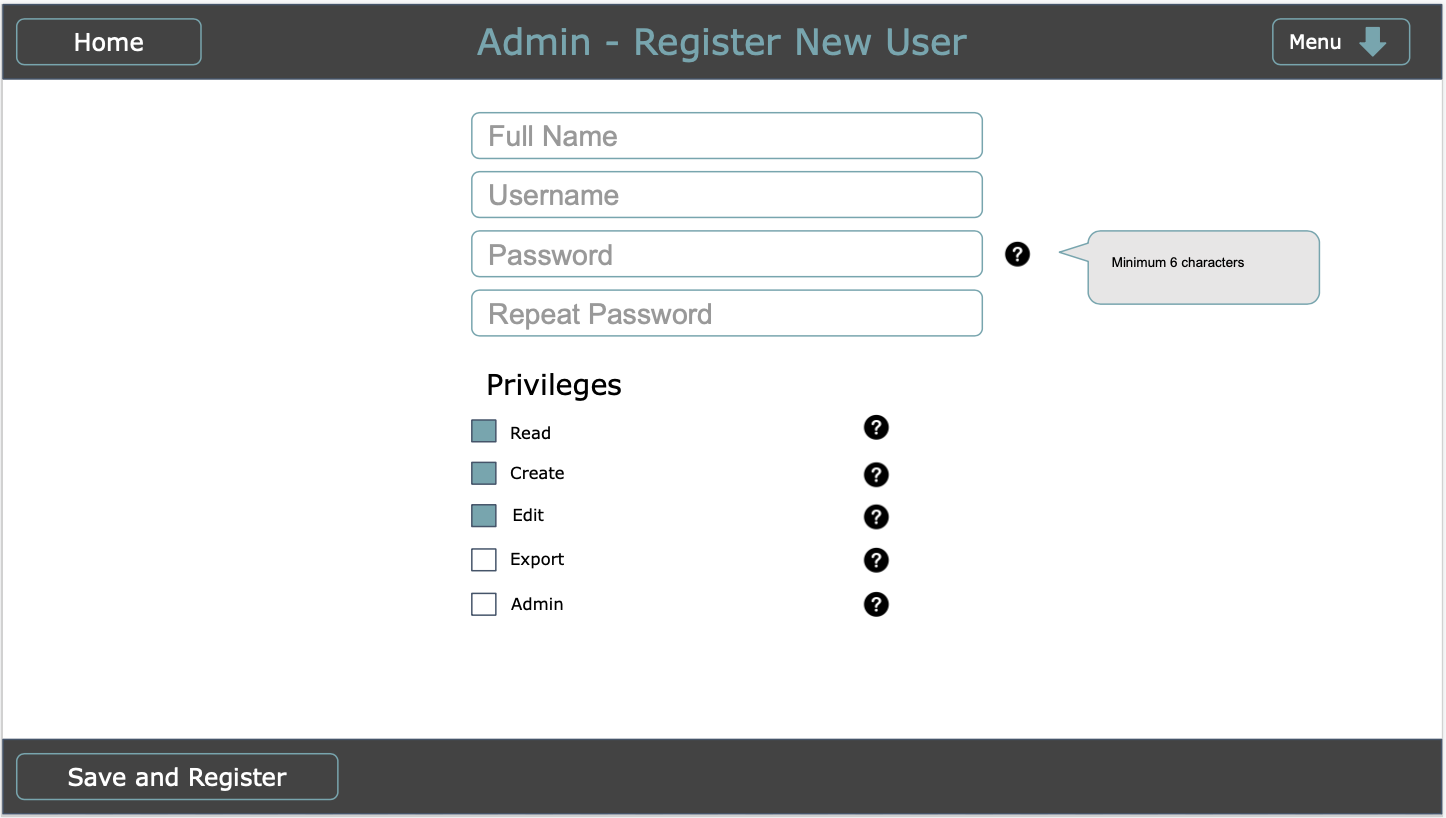 Home
Admin - Register New User
Menu
Full Name
Username
Password
?
Minimum 6 characters
Repeat Password
Privileges
Read
?
Create
?
Edit
?
Export
?
Admin
?
Save and Register